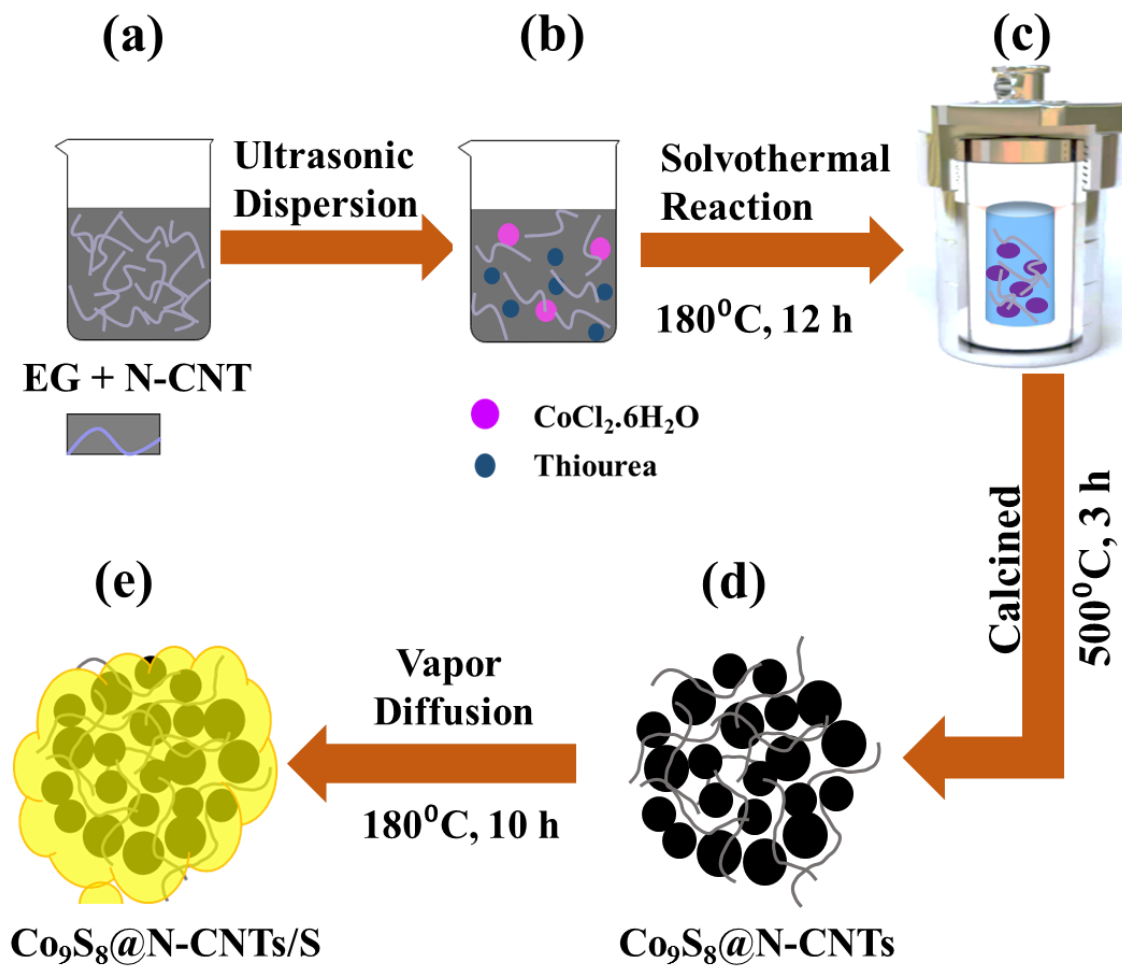 (a)
(b)
(c)
Ultrasonic
Dispersion
Solvothermal
Reaction
180⁰C, 12 h
EG + N-CNT
CoCl₂.6H₂O
Thiourea
Calcined
500⁰C, 3 h
(d)
(e)
Vapor
Diffusion
180⁰C, 10 h
Co₉S₈@N-CNTs/S
Co₉S₈@N-CNTs